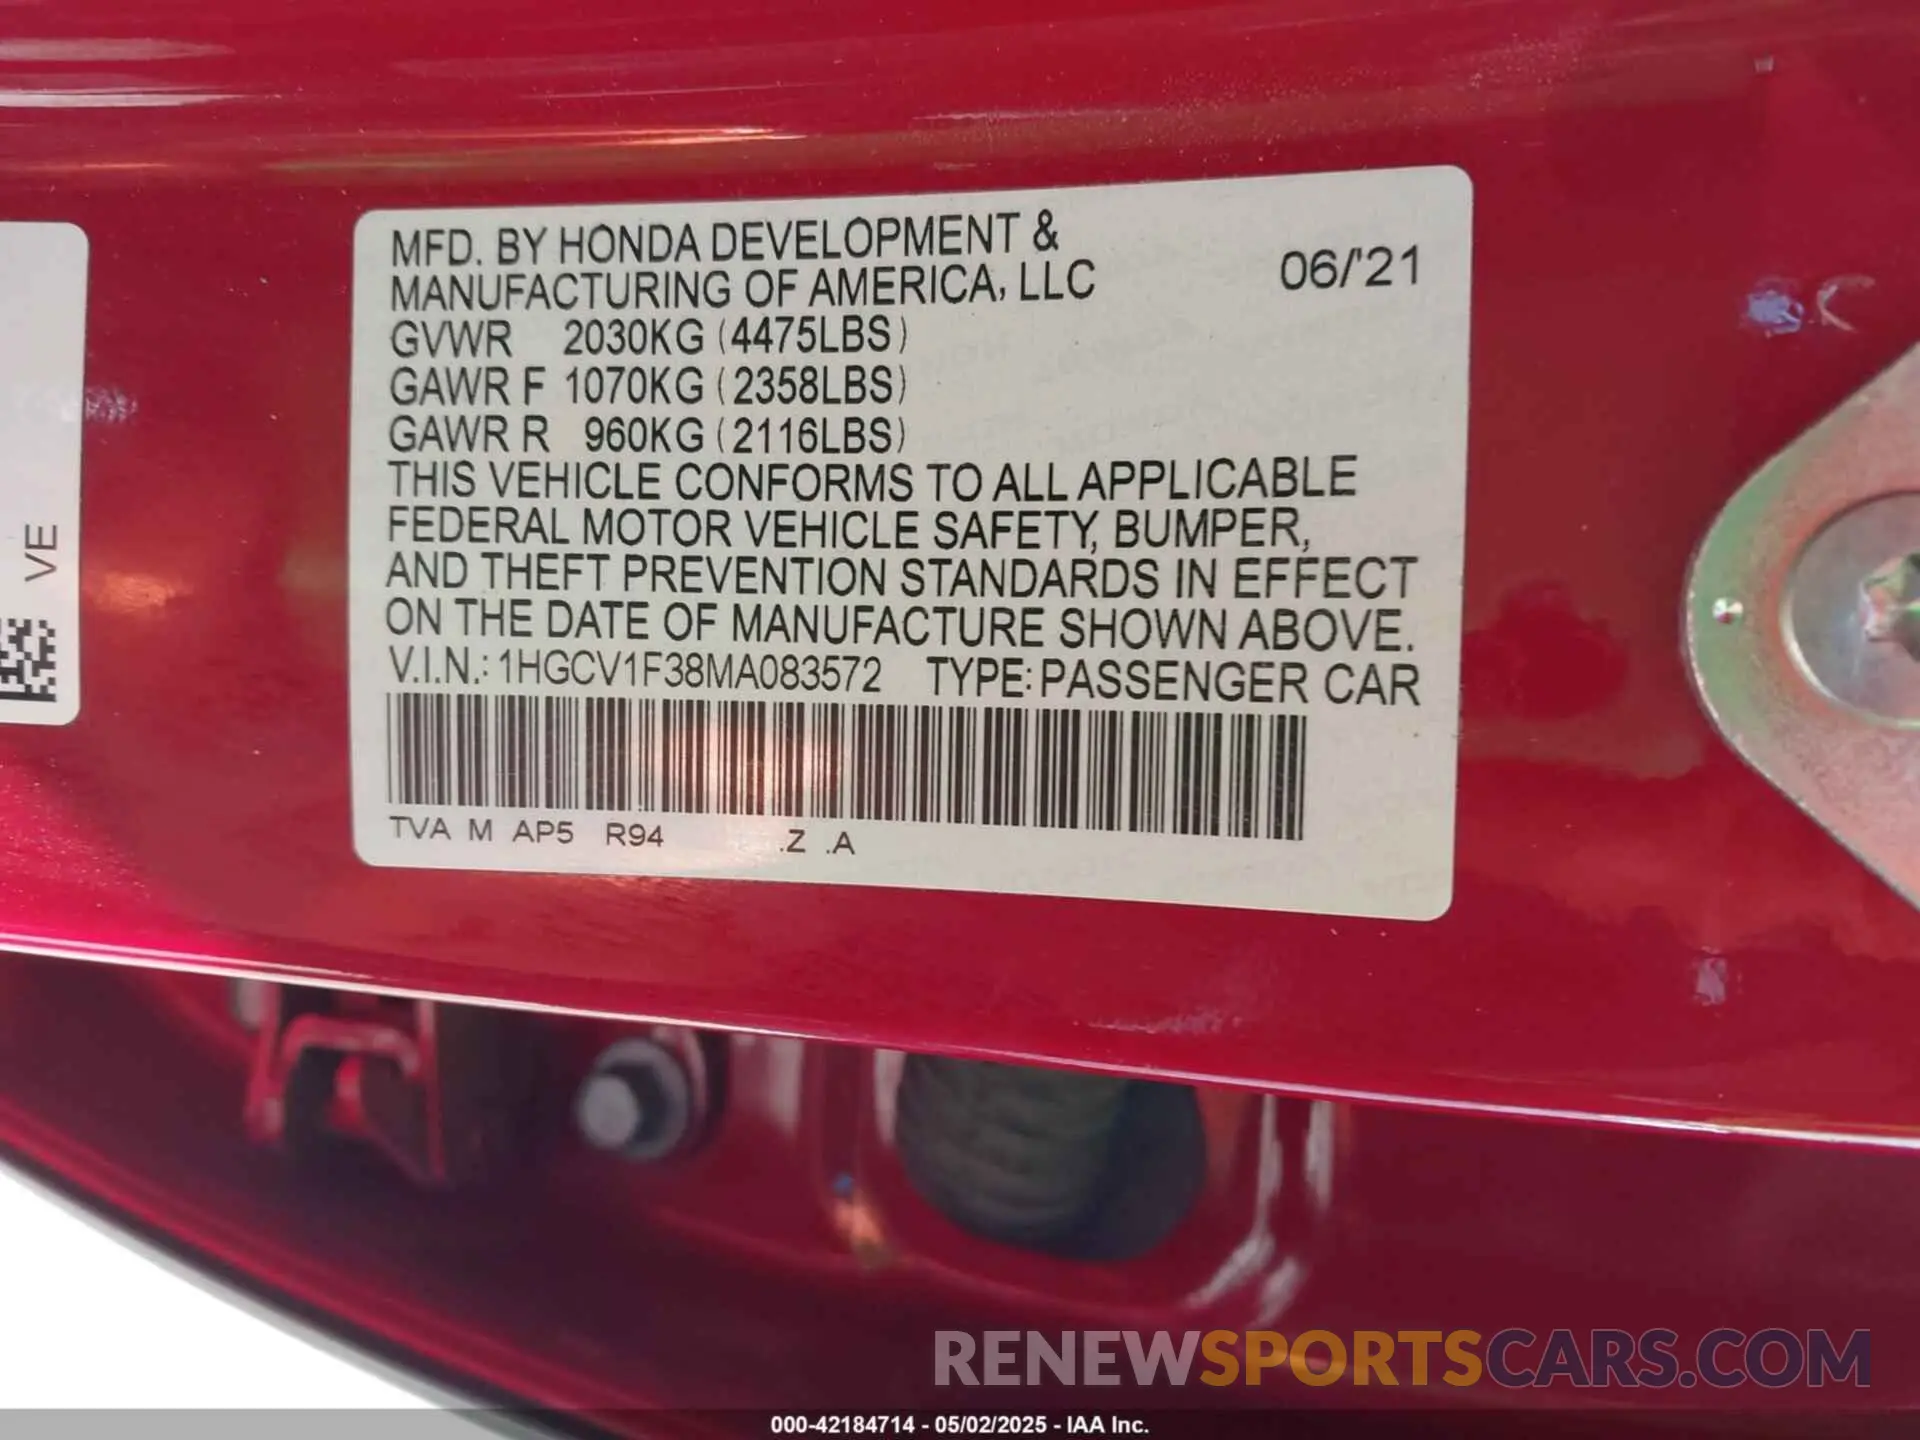 MFD. BY HONDA DEVELOPMENT &
MANUFACTURING OF AMERICA, LLC 06/'21
GVWR 2030KG (4475LBS)
GAWR F 1070KG (2358LBS)
GAWR R 960KG (2116LBS)
THIS VEHICLE CONFORMS TO ALL APPLICABLE
FEDERAL MOTOR VEHICLE SAFETY, BUMPER,
AND THEFT PREVENTION STANDARDS IN EFFECT
ON THE DATE OF MANUFACTURE SHOWN ABOVE.
V.I.N.: 1HGCV1F38MA083572 TYPE: PASSENGER CAR
TVA M AP5 R94 .Z .A
VE
RENEWSPORTSCARS.COM
000-42184714 - 05/02/2025 - IAA Inc.